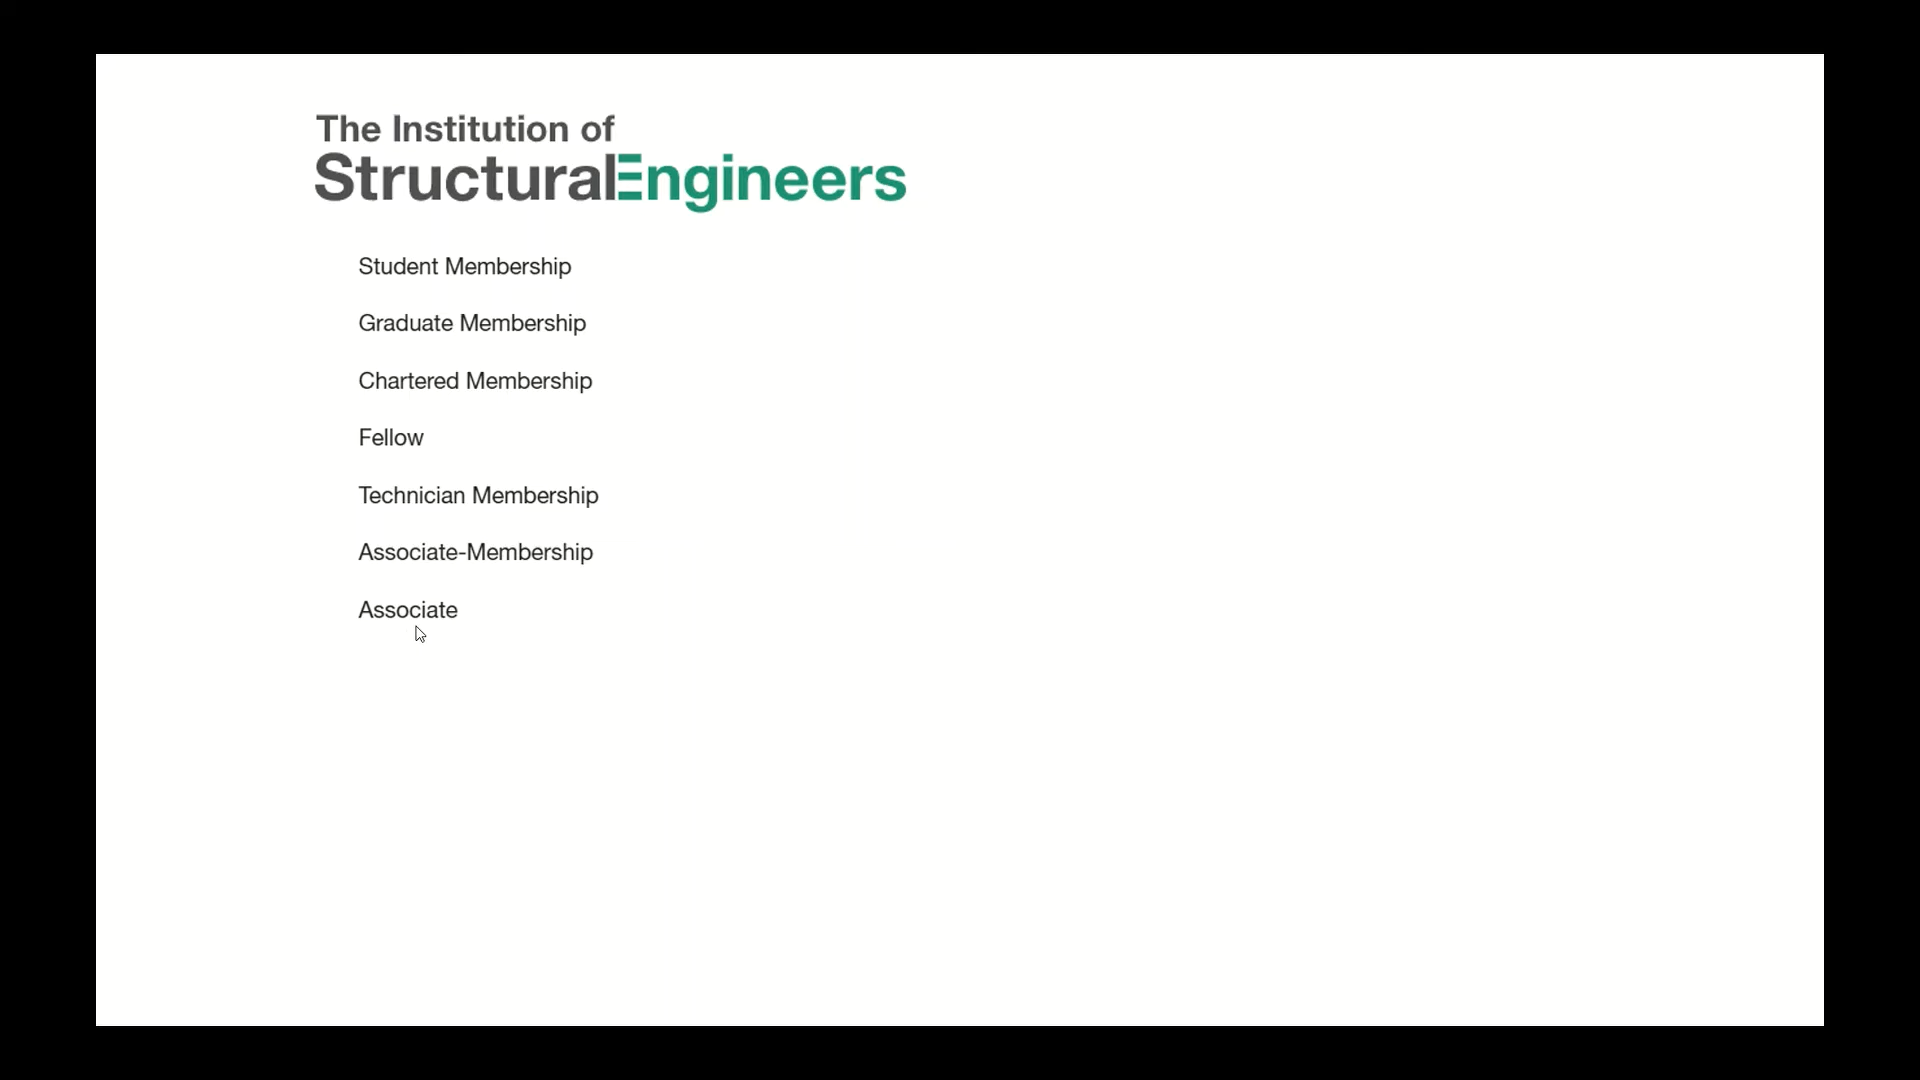 The Institution of
StructuralEngineers
Student Membership
Graduate Membership
Chartered Membership
Fellow
Technician Membership
Associate-Membership
Associate